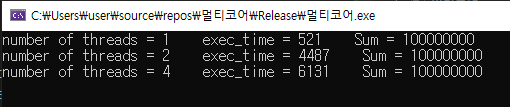 C:₩Users₩user₩source₩repos₩멀티코어₩Release₩멀티코어.exe
number of threads = 1    exec_time = 521    Sum = 100000000
number of threads = 2    exec_time = 4487    Sum = 100000000
number of threads = 4    exec_time = 6131    Sum = 100000000